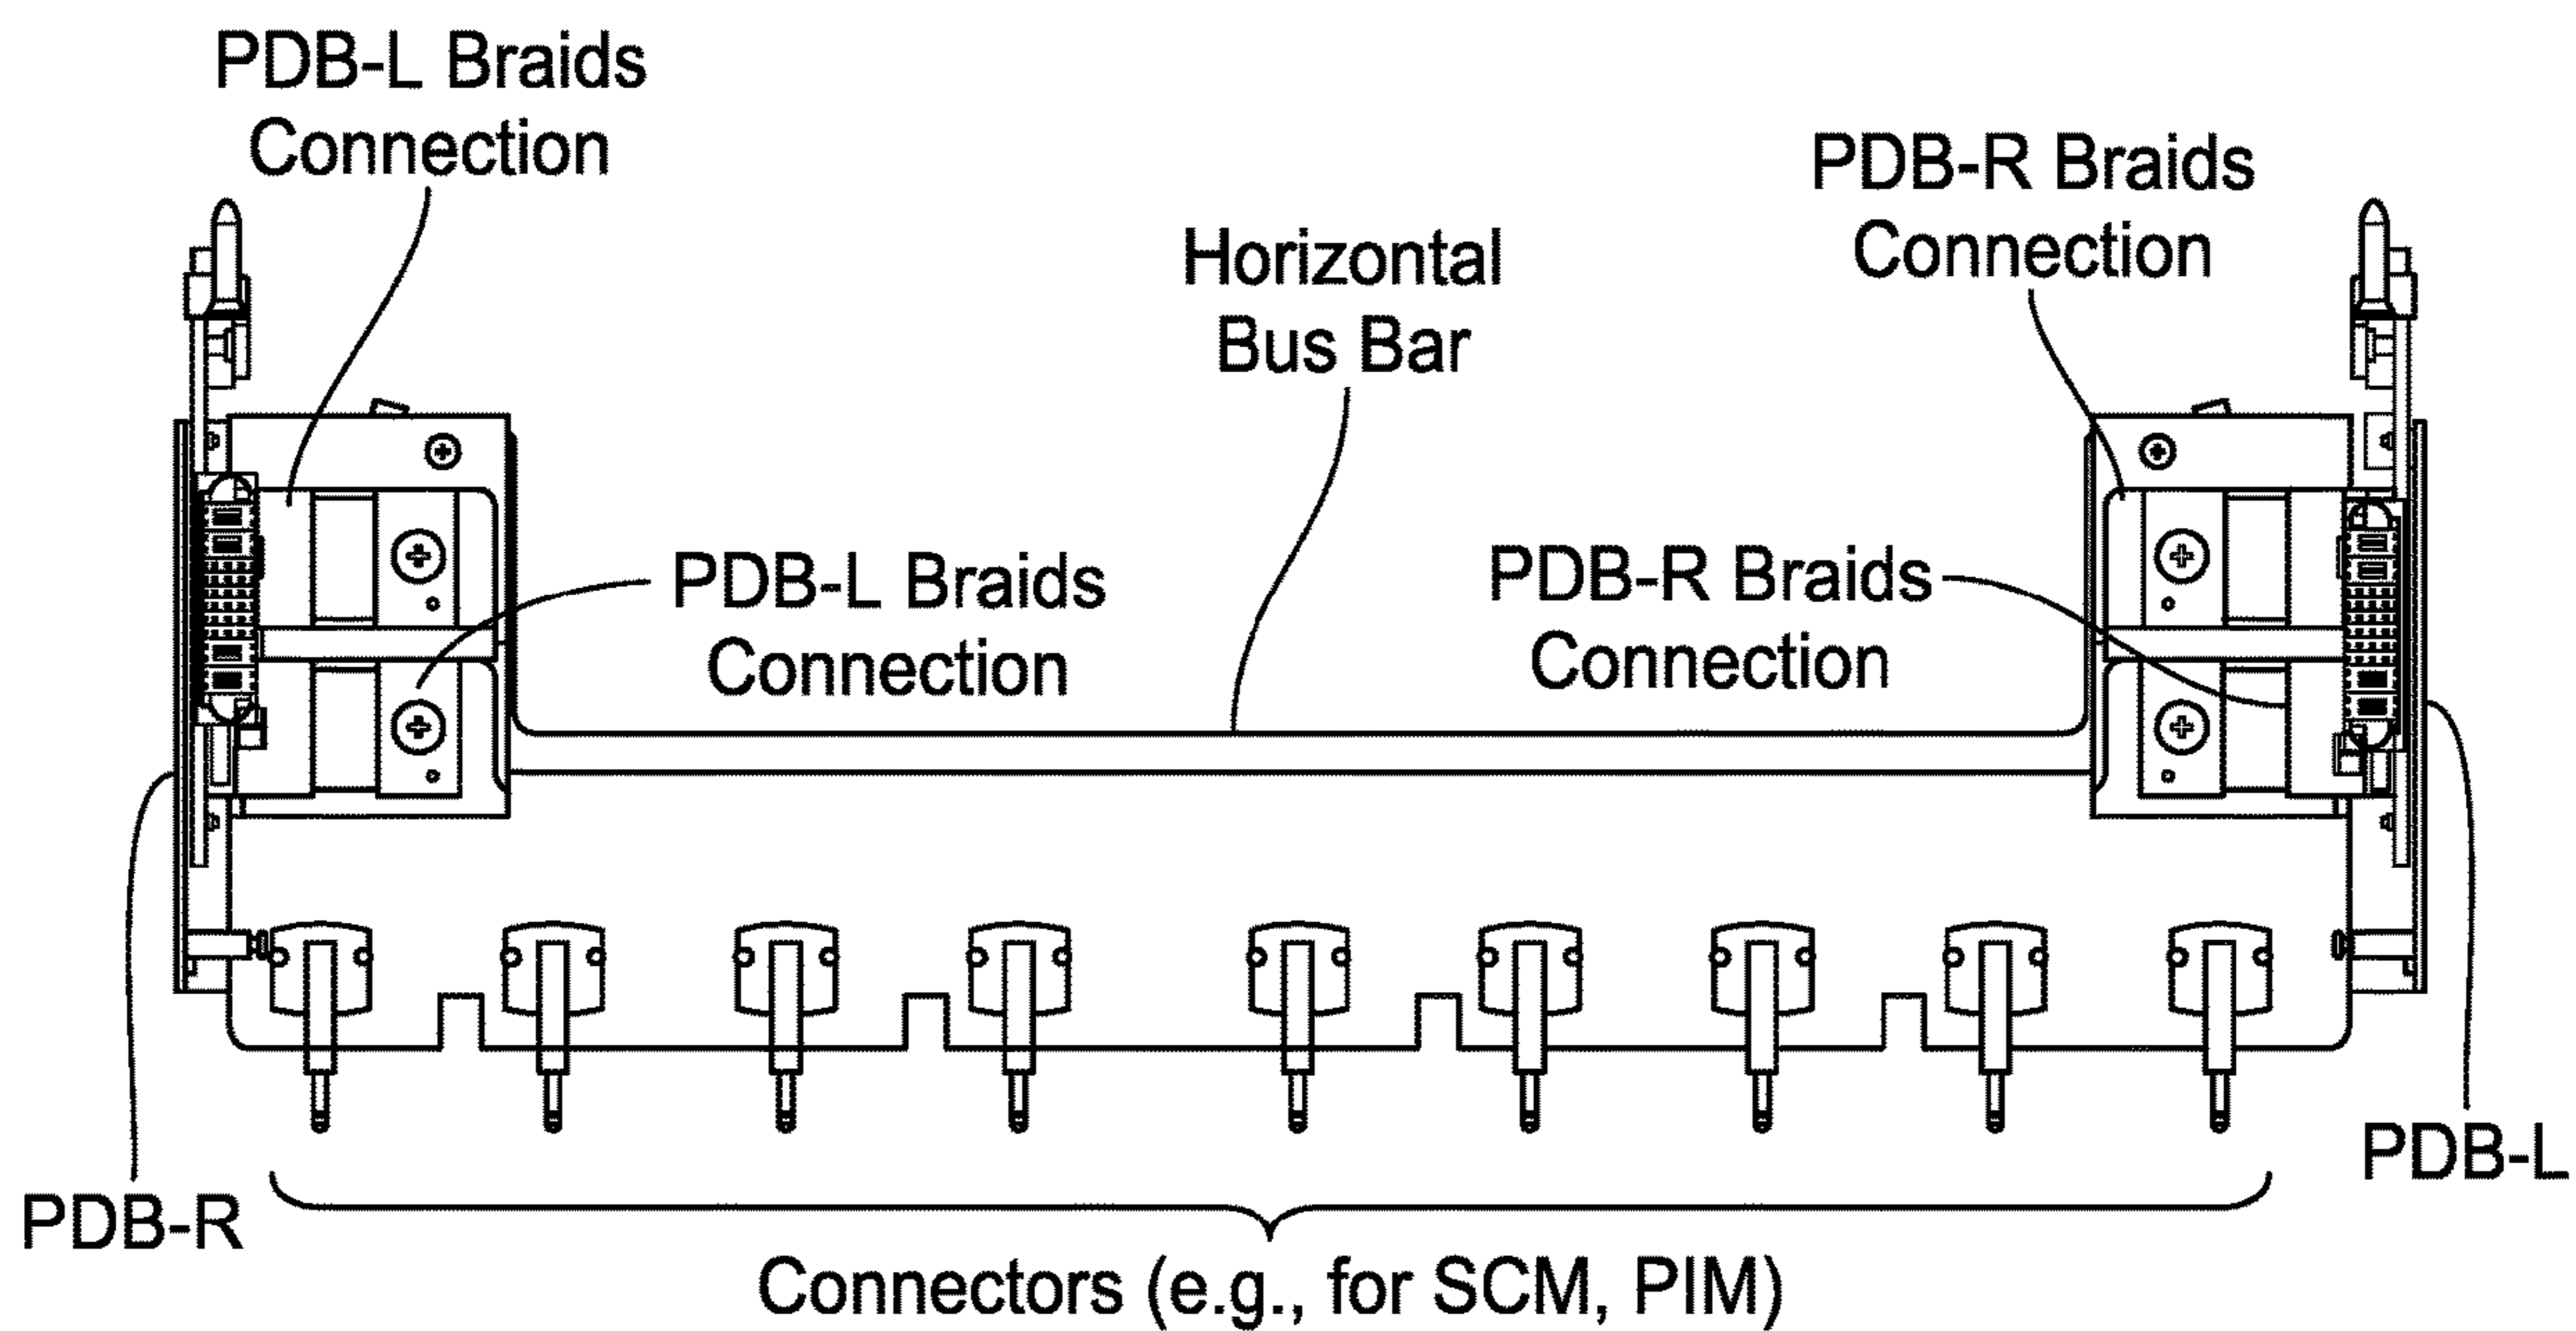 PDB-L Braids
Connection
PDB-R Braids
Connection
Horizontal
Bus Bar
PDB-L Braids
Connection
PDB-R Braids
Connection
PDB-R
PDB-L
Connectors (e.g., for SCM, PIM)